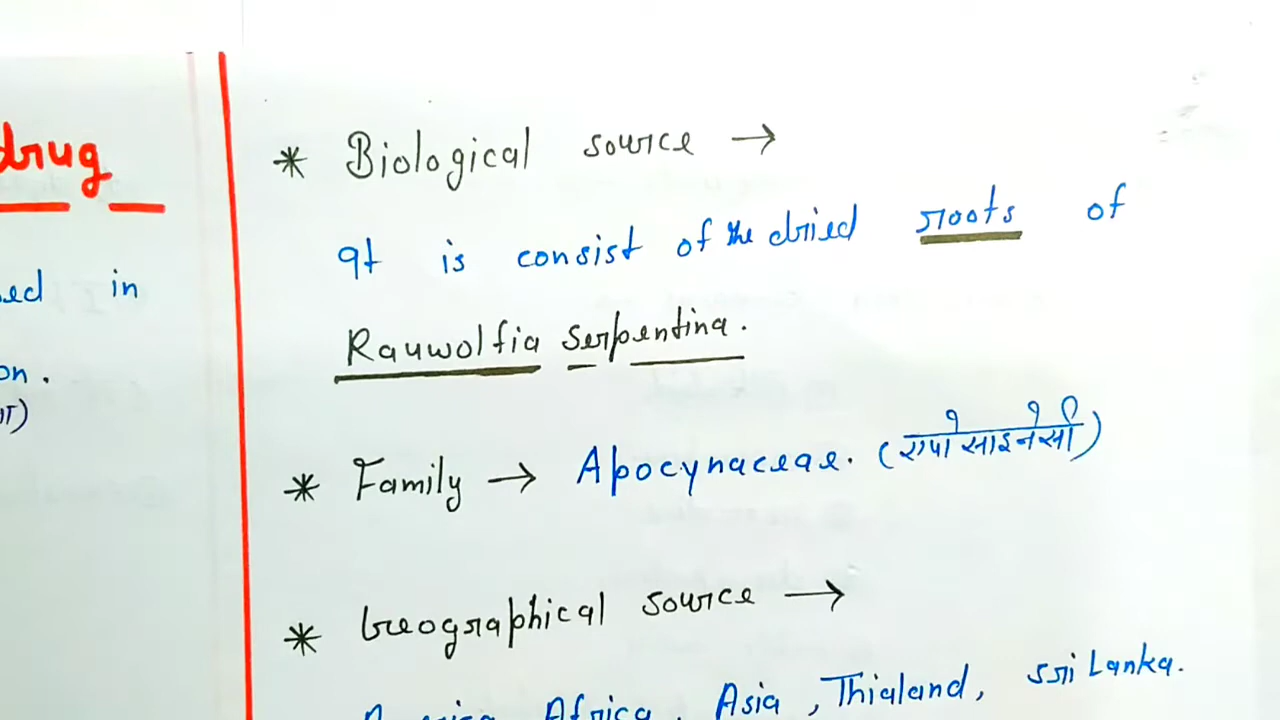 drug
in
on.
* Biological source →
It is consist of the dried roots of
Rauwolfia Serpentina.
* Family → Apocynaceae. (एपोसाइनेसी)
* Geographical source →
Africa, Asia, Thialand, Sri Lanka.